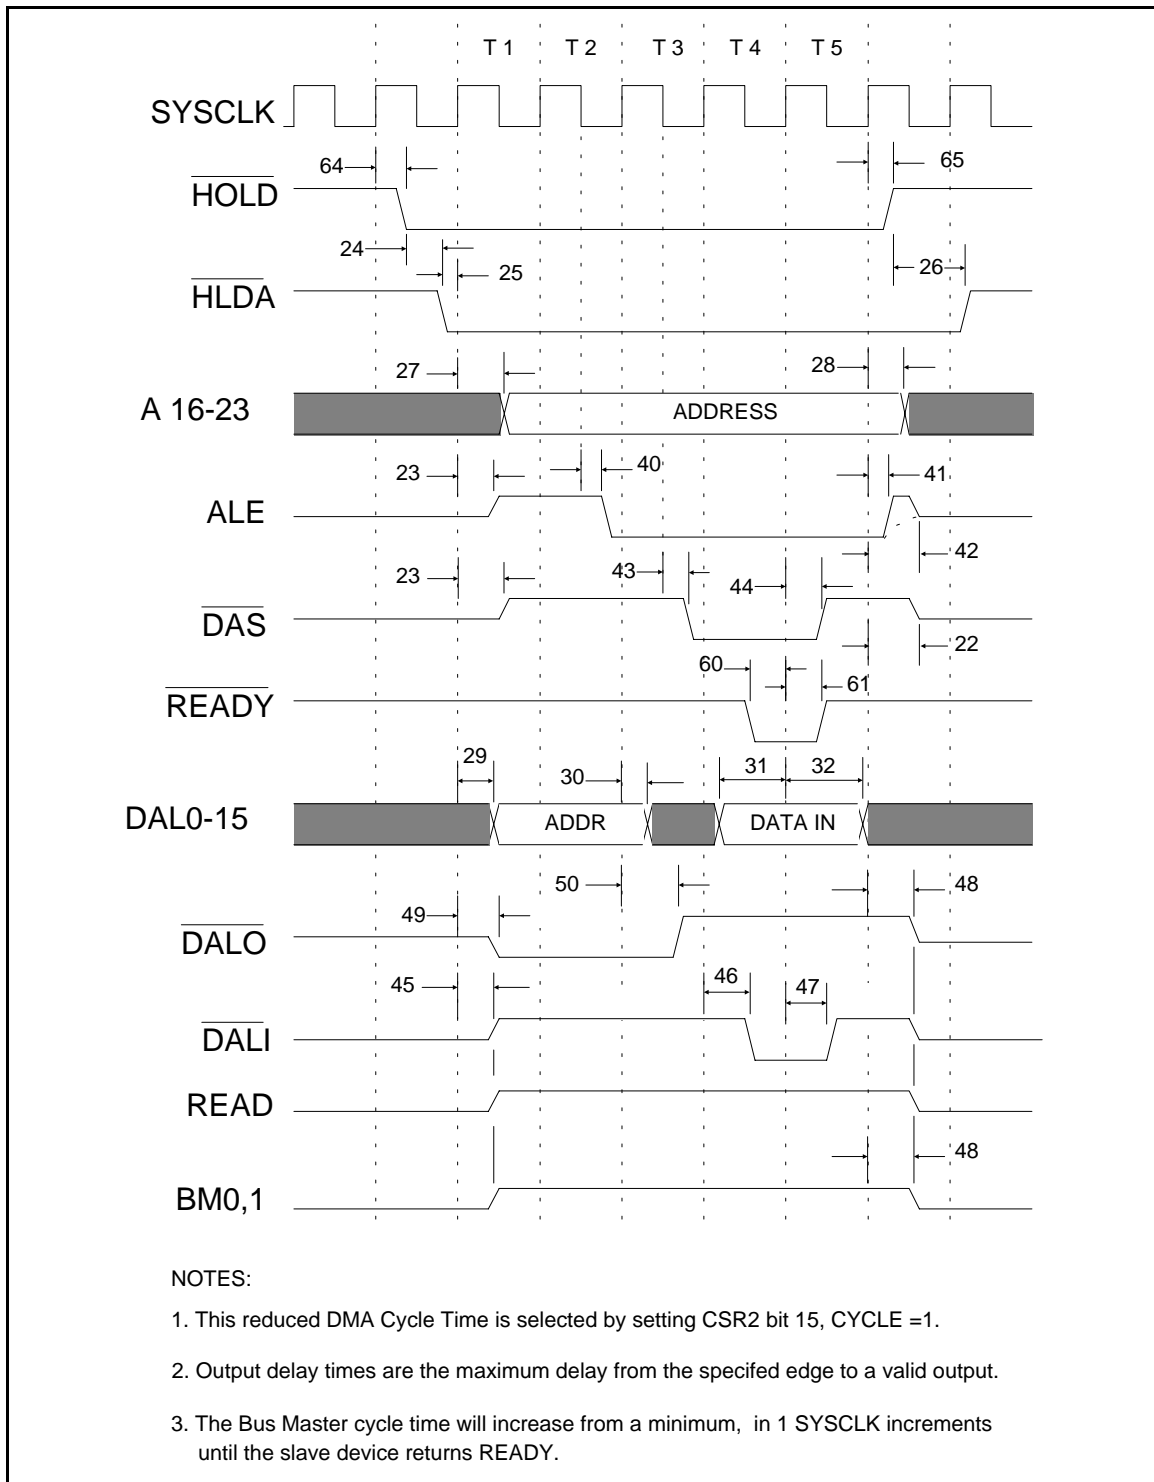 T 1 T 2 T 3 T 4 T 5
SYSCLK
64 65
HOLD
24 25 26
HLDA
27 28
A 16-23 ADDRESS
23 40 41
ALE
42
23 43 44
DAS
22
60 61
READY
29 30 31 32
DAL0-15 ADDR DATA IN
50 48
49
DALO
45 46 47
DALI
READ
48
BM0,1
NOTES:
1. This reduced DMA Cycle Time is selected by setting CSR2 bit 15, CYCLE =1.
2. Output delay times are the maximum delay from the specifed edge to a valid output.
3. The Bus Master cycle time will increase from a minimum, in 1 SYSCLK increments
until the slave device returns READY.